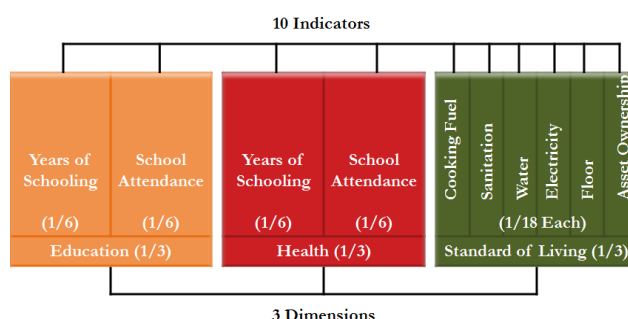 10 Indicators
Years of
Schooling
(1/6)
School
Attendance
(1/6)
Education (1/3)
Years of
Schooling
(1/6)
School
Attendance
(1/6)
Health (1/3)
Cooking Fuel
Sanitation
Water
Electricity
Floor
Asset Ownership
(1/18 Each)
Standard of Living (1/3)
3 Dimensions